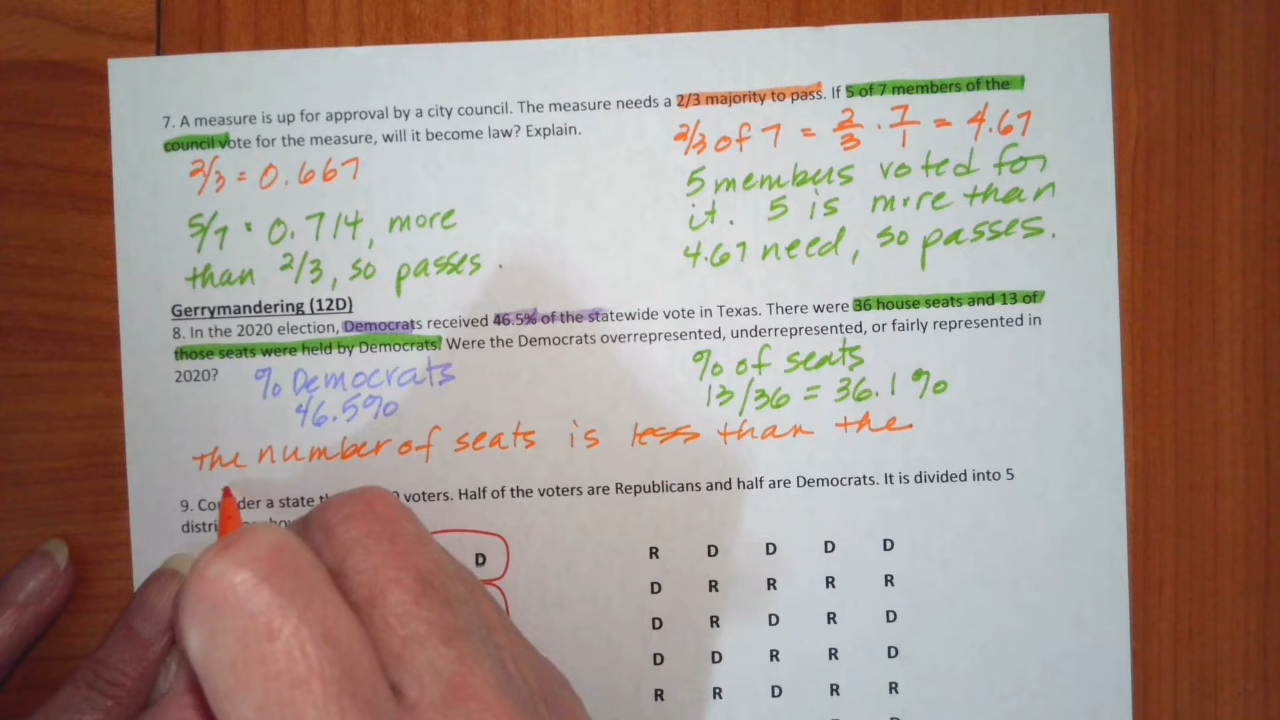 7. A measure is up for approval by a city council. The measure needs a 2/3 majority to pass. If 5 of 7 members of the
council vote for the measure, will it become law? Explain.
2/3 of 7 = 2/3 · 7/1 = 4.67
2/3 = 0.667
5 members voted for
it. 5 is more than
4.67 need, so passes.
5/7 = 0.714, more
than 2/3, so passes.
Gerrymandering (12D)
8. In the 2020 election, Democrats received 46.5% of the statewide vote in Texas. There were 36 house seats and 13 of
those seats were held by Democrats. Were the Democrats overrepresented, underrepresented, or fairly represented in
2020?
% Democrats
46.5%
% of seats
13/36 = 36.1%
the number of seats is less than the
9. a state voters. Half of the voters are Republicans and half are Democrats. It is divided into 5
D
R D D D D
D R R R R
D R D R D
D D R R D
R R D R R